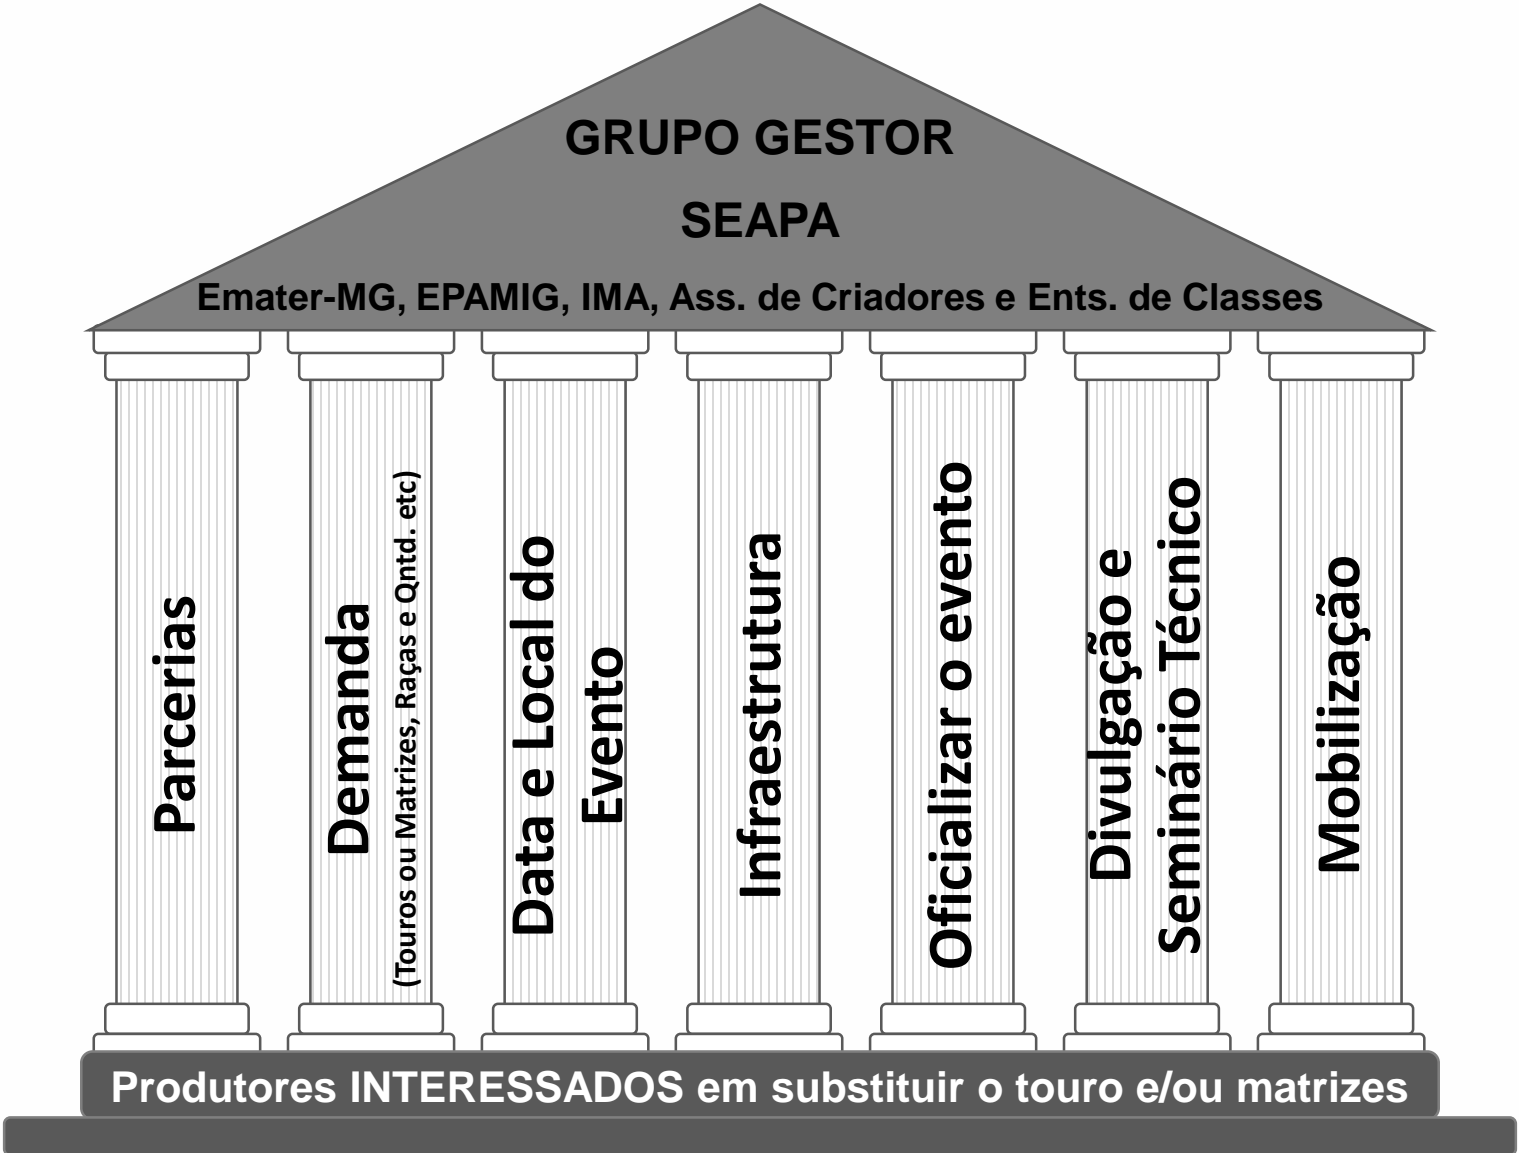 GRUPO GESTOR
SEAPA
Emater-MG, EPAMIG, IMA, Ass. de Criadores e Ents. de Classes
Parcerias
Demanda
(Touros ou Matrizes, Raças e Qntd. etc)
Data e Local do
Evento
Infraestrutura
Oficializar o evento
Divulgação e
Seminário Técnico
Mobilização
Produtores INTERESSADOS em substituir o touro e/ou matrizes